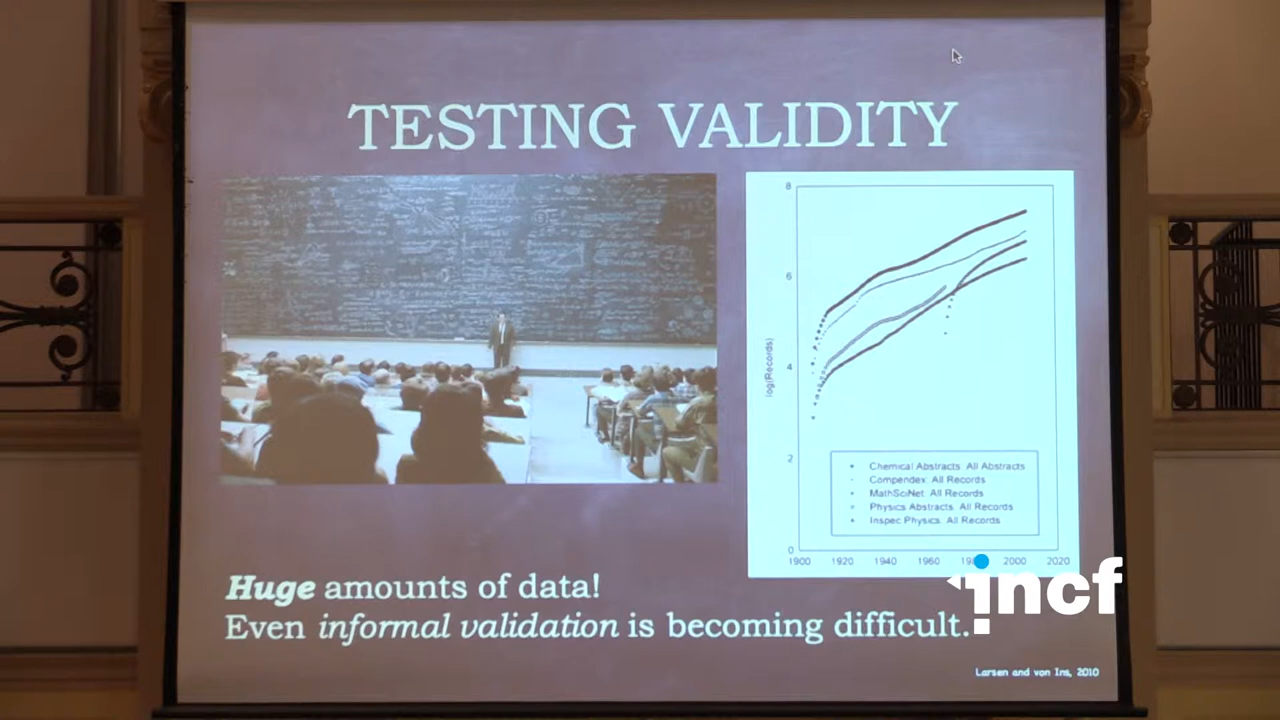 TESTING VALIDITY
8
6
4
2
0
log(Records)
Chemical Abstracts: All Abstracts
Compendex: All Records
MathSciNet: All Records
Physics Abstracts: All Records
Inspec Physics: All Records
1900 1920 1940 1960 2000 2020
Huge amounts of data!
Even informal validation is becoming difficult.
incf
Larsen and von Ins, 2010